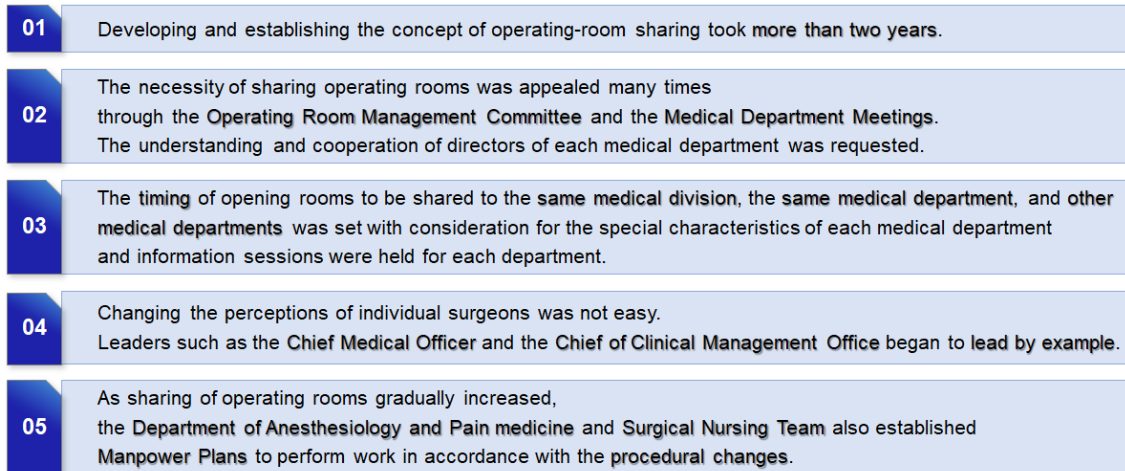 01
Developing and establishing the concept of operating-room sharing took more than two years.
02
The necessity of sharing operating rooms was appealed many times
through the Operating Room Management Committee and the Medical Department Meetings.
The understanding and cooperation of directors of each medical department was requested.
03
The timing of opening rooms to be shared to the same medical division, the same medical department, and other
medical departments was set with consideration for the special characteristics of each medical department
and information sessions were held for each department.
04
Changing the perceptions of individual surgeons was not easy.
Leaders such as the Chief Medical Officer and the Chief of Clinical Management Office began to lead by example.
05
As sharing of operating rooms gradually increased,
the Department of Anesthesiology and Pain medicine and Surgical Nursing Team also established
Manpower Plans to perform work in accordance with the procedural changes.